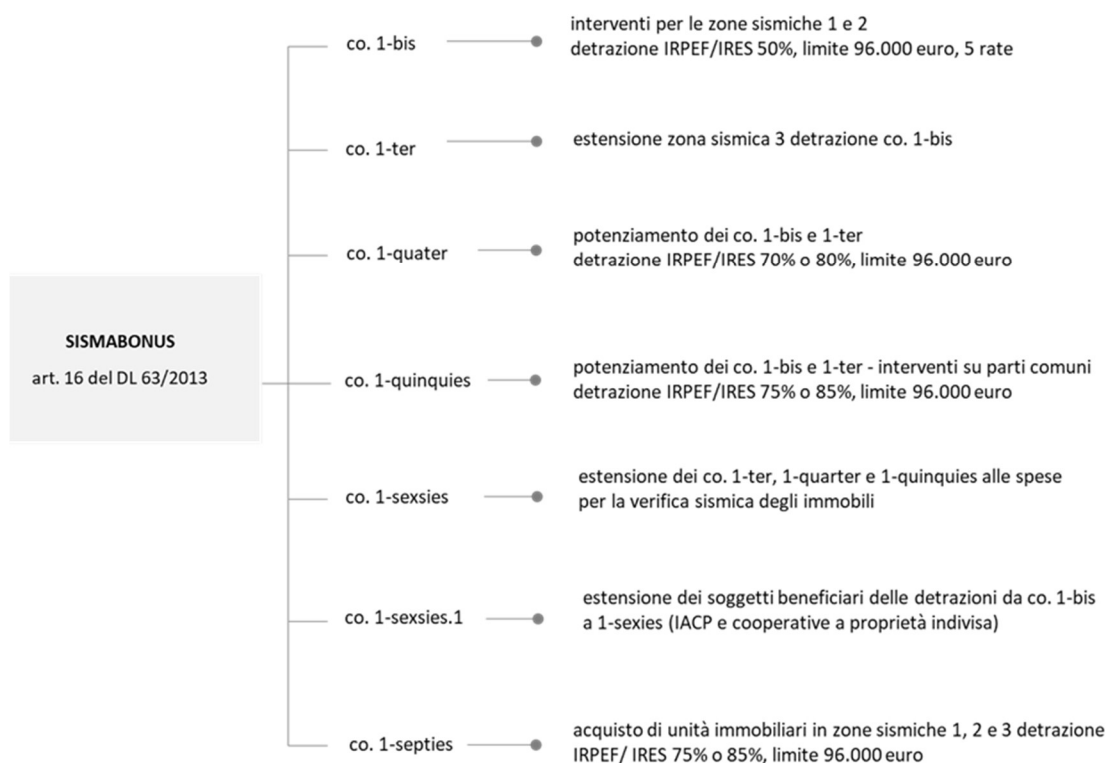 co. 1-bis
interventi per le zone sismiche 1 e 2
detrazione IRPEF/IRES 50%, limite 96.000 euro, 5 rate
co. 1-ter
estensione zona sismica 3 detrazione co. 1-bis
co. 1-quater
potenziamento dei co. 1-bis e 1-ter
detrazione IRPEF/IRES 70% o 80%, limite 96.000 euro
SISMABONUS
art. 16 del DL 63/2013
co. 1-quinquies
potenziamento dei co. 1-bis e 1-ter - interventi su parti comuni
detrazione IRPEF/IRES 75% o 85%, limite 96.000 euro
co. 1-sexsies
estensione dei co. 1-ter, 1-quarter e 1-quinquies alle spese
per la verifica sismica degli immobili
co. 1-sexsies.1
estensione dei soggetti beneficiari delle detrazioni da co. 1-bis
a 1-sexies (IACP e cooperative a proprietà indivisa)
co. 1-septies
acquisto di unità immobiliari in zone sismiche 1, 2 e 3 detrazione
IRPEF/ IRES 75% o 85%, limite 96.000 euro